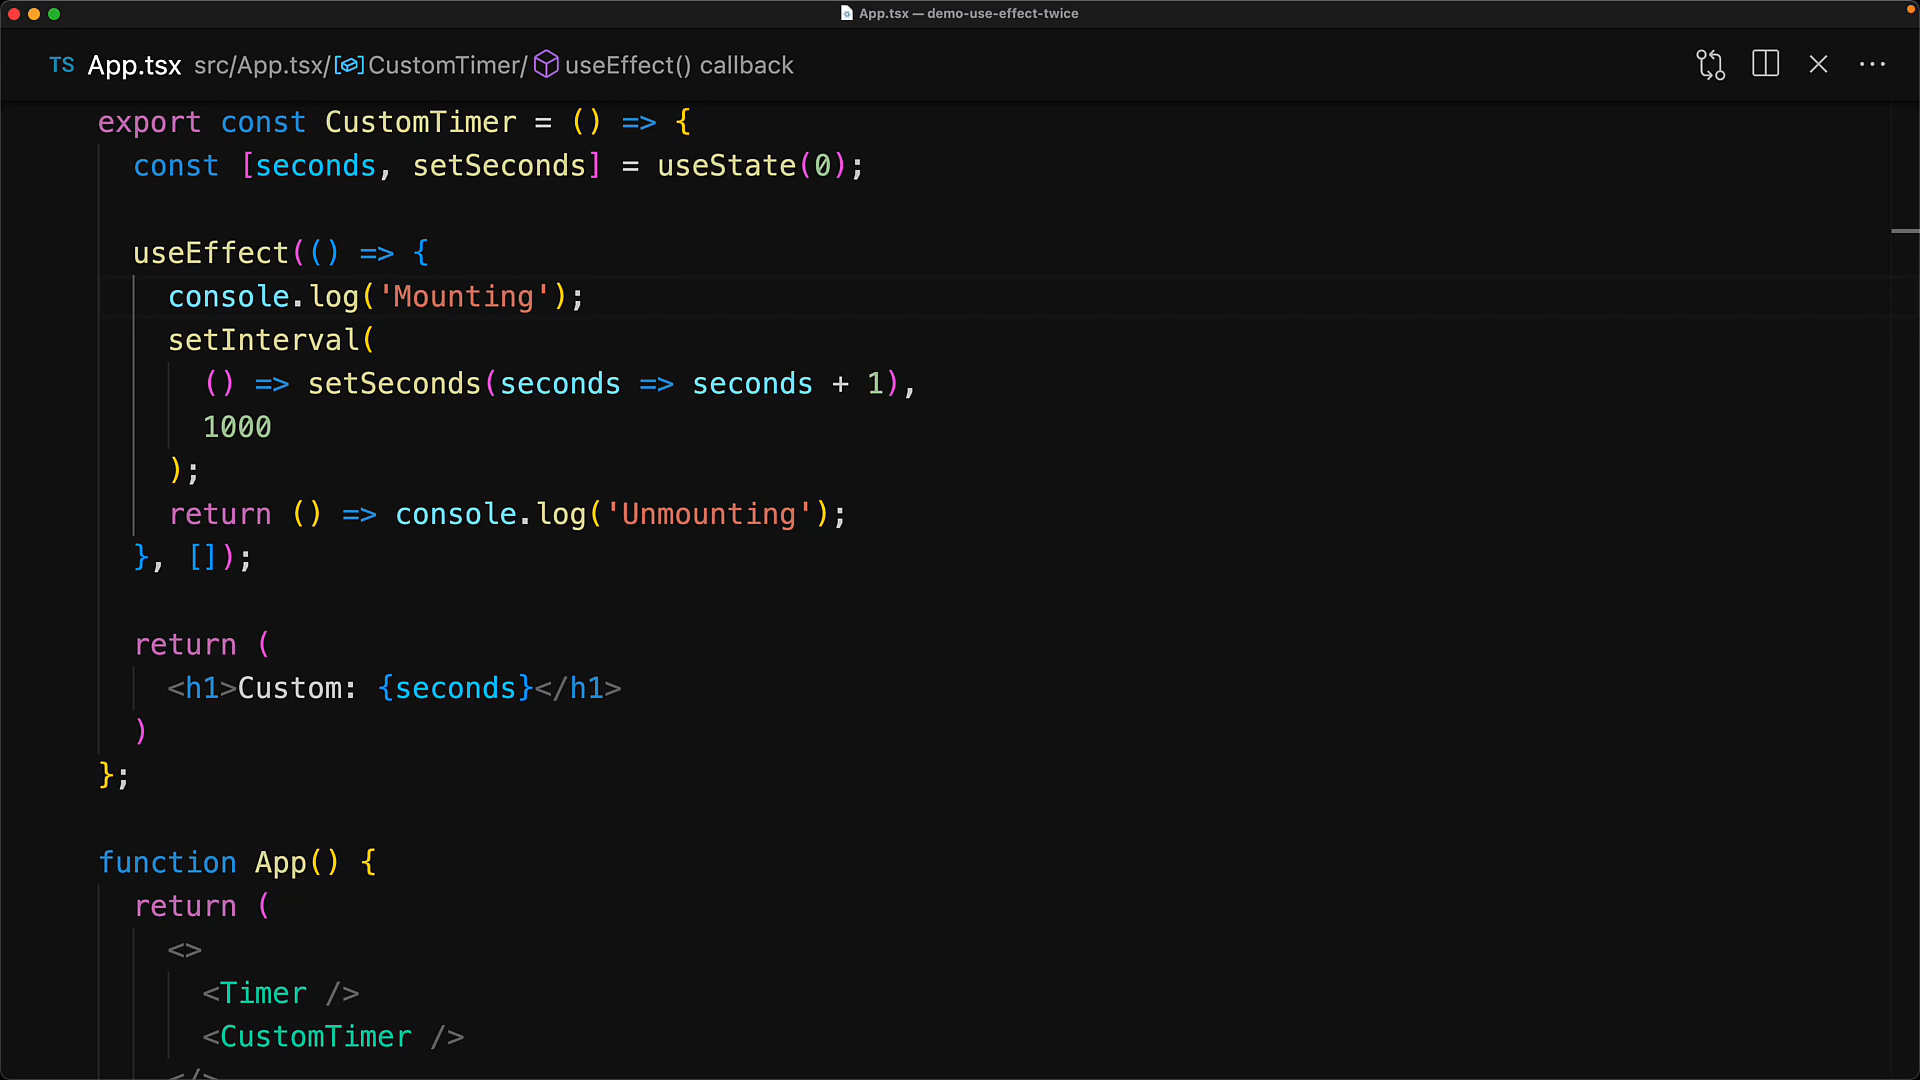 App.tsx — demo-use-effect-twice
TS App.tsx src/App.tsx/CustomTimer/useEffect() callback
export const CustomTimer = () => {
  const [seconds, setSeconds] = useState(0);
  useEffect(() => {
    console.log('Mounting');
    setInterval(
      () => setSeconds(seconds => seconds + 1),
      1000
    );
    return () => console.log('Unmounting');
  }, []);
  return (
    <h1>Custom: {seconds}</h1>
  )
};
function App() {
  return (
    <>
      <Timer />
      <CustomTimer />
    </>